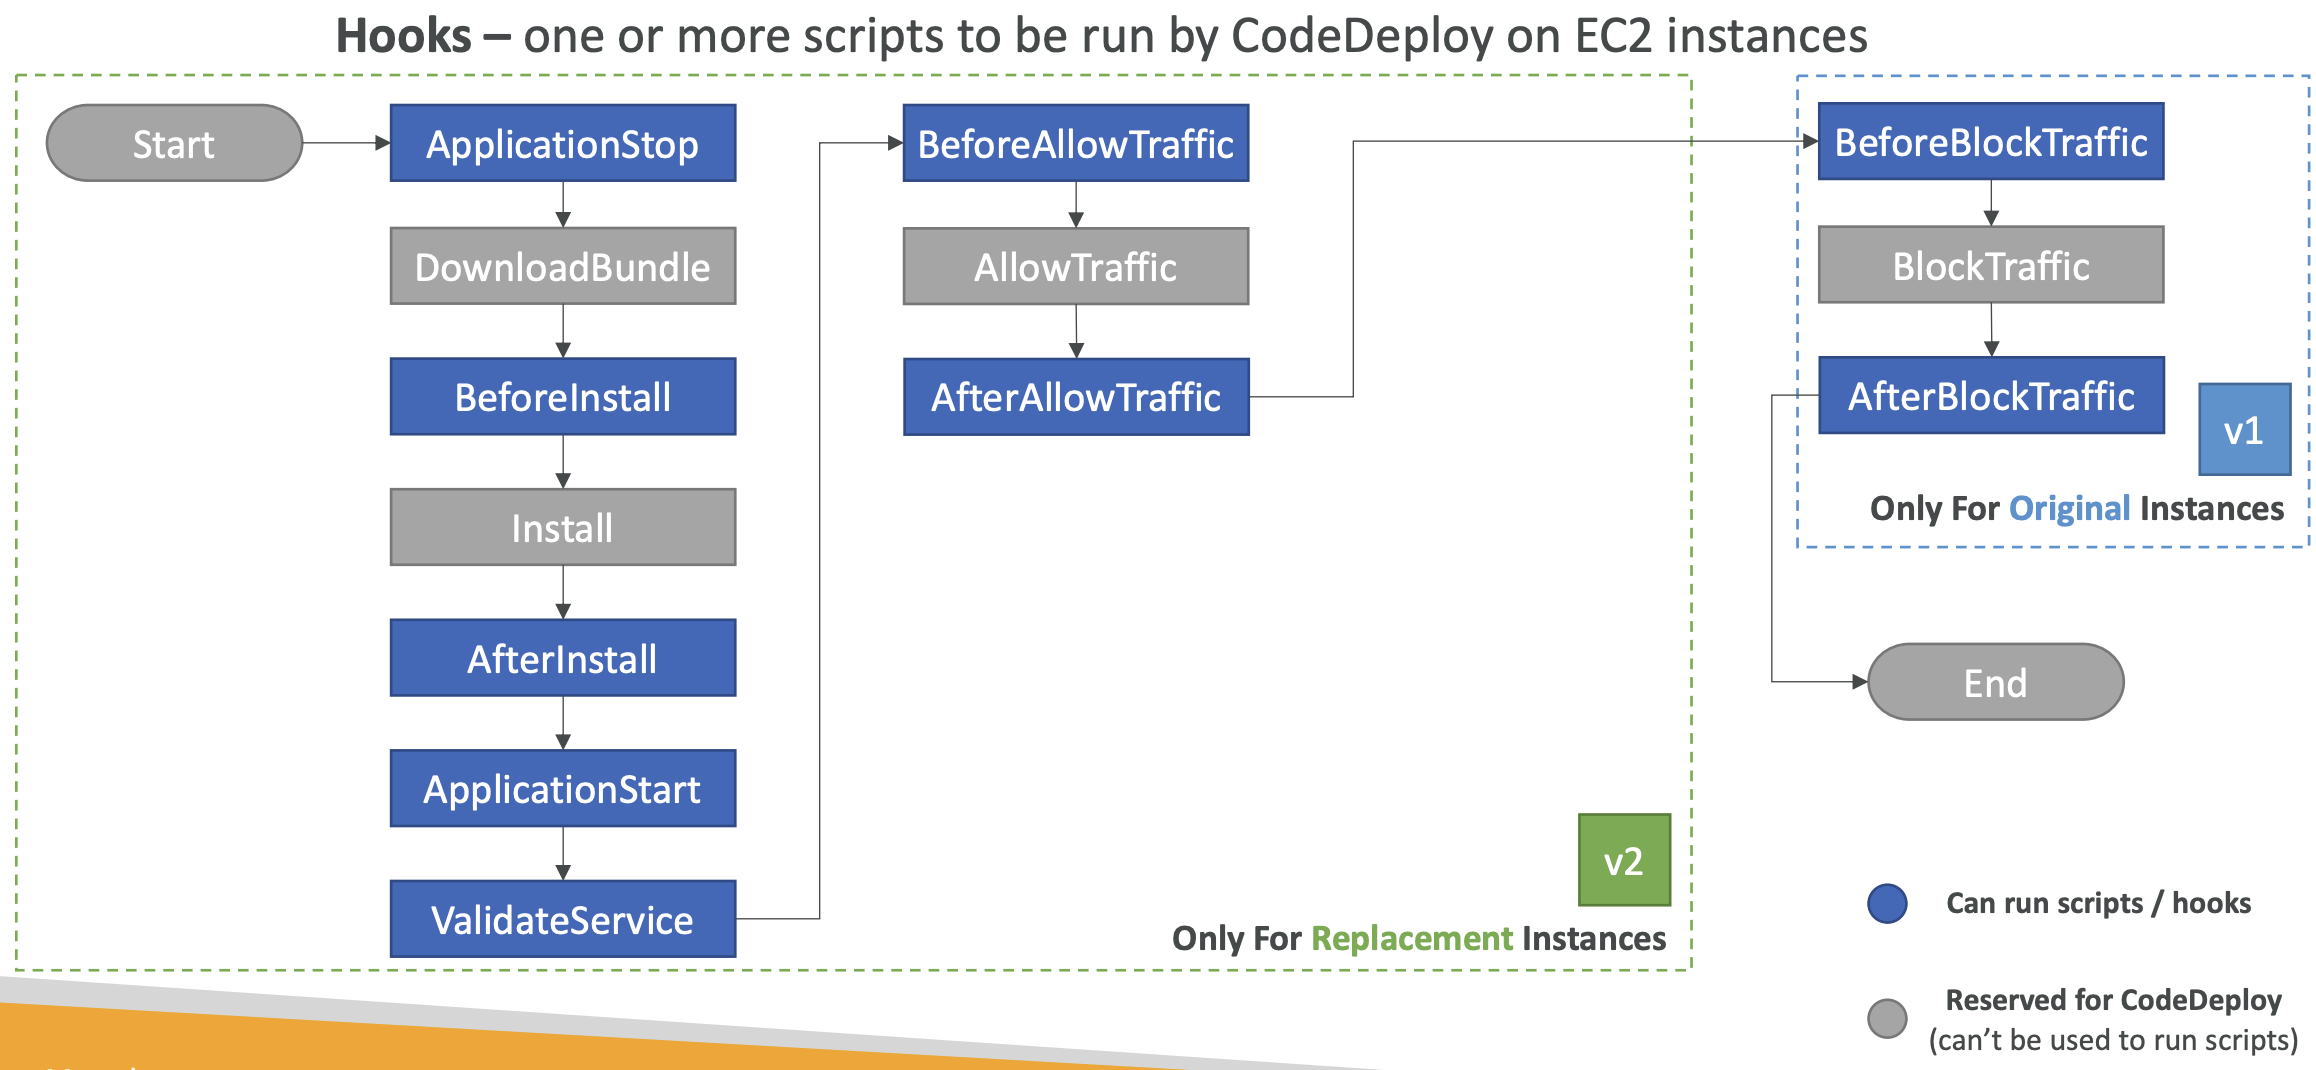 Hooks – one or more scripts to be run by CodeDeploy on EC2 instances
Start
ApplicationStop
DownloadBundle
BeforeInstall
Install
AfterInstall
ApplicationStart
ValidateService
BeforeAllowTraffic
AllowTraffic
AfterAllowTraffic
v2
Only For Replacement Instances
BeforeBlockTraffic
BlockTraffic
AfterBlockTraffic
v1
Only For Original Instances
End
Can run scripts / hooks
Reserved for CodeDeploy
(can’t be used to run scripts)